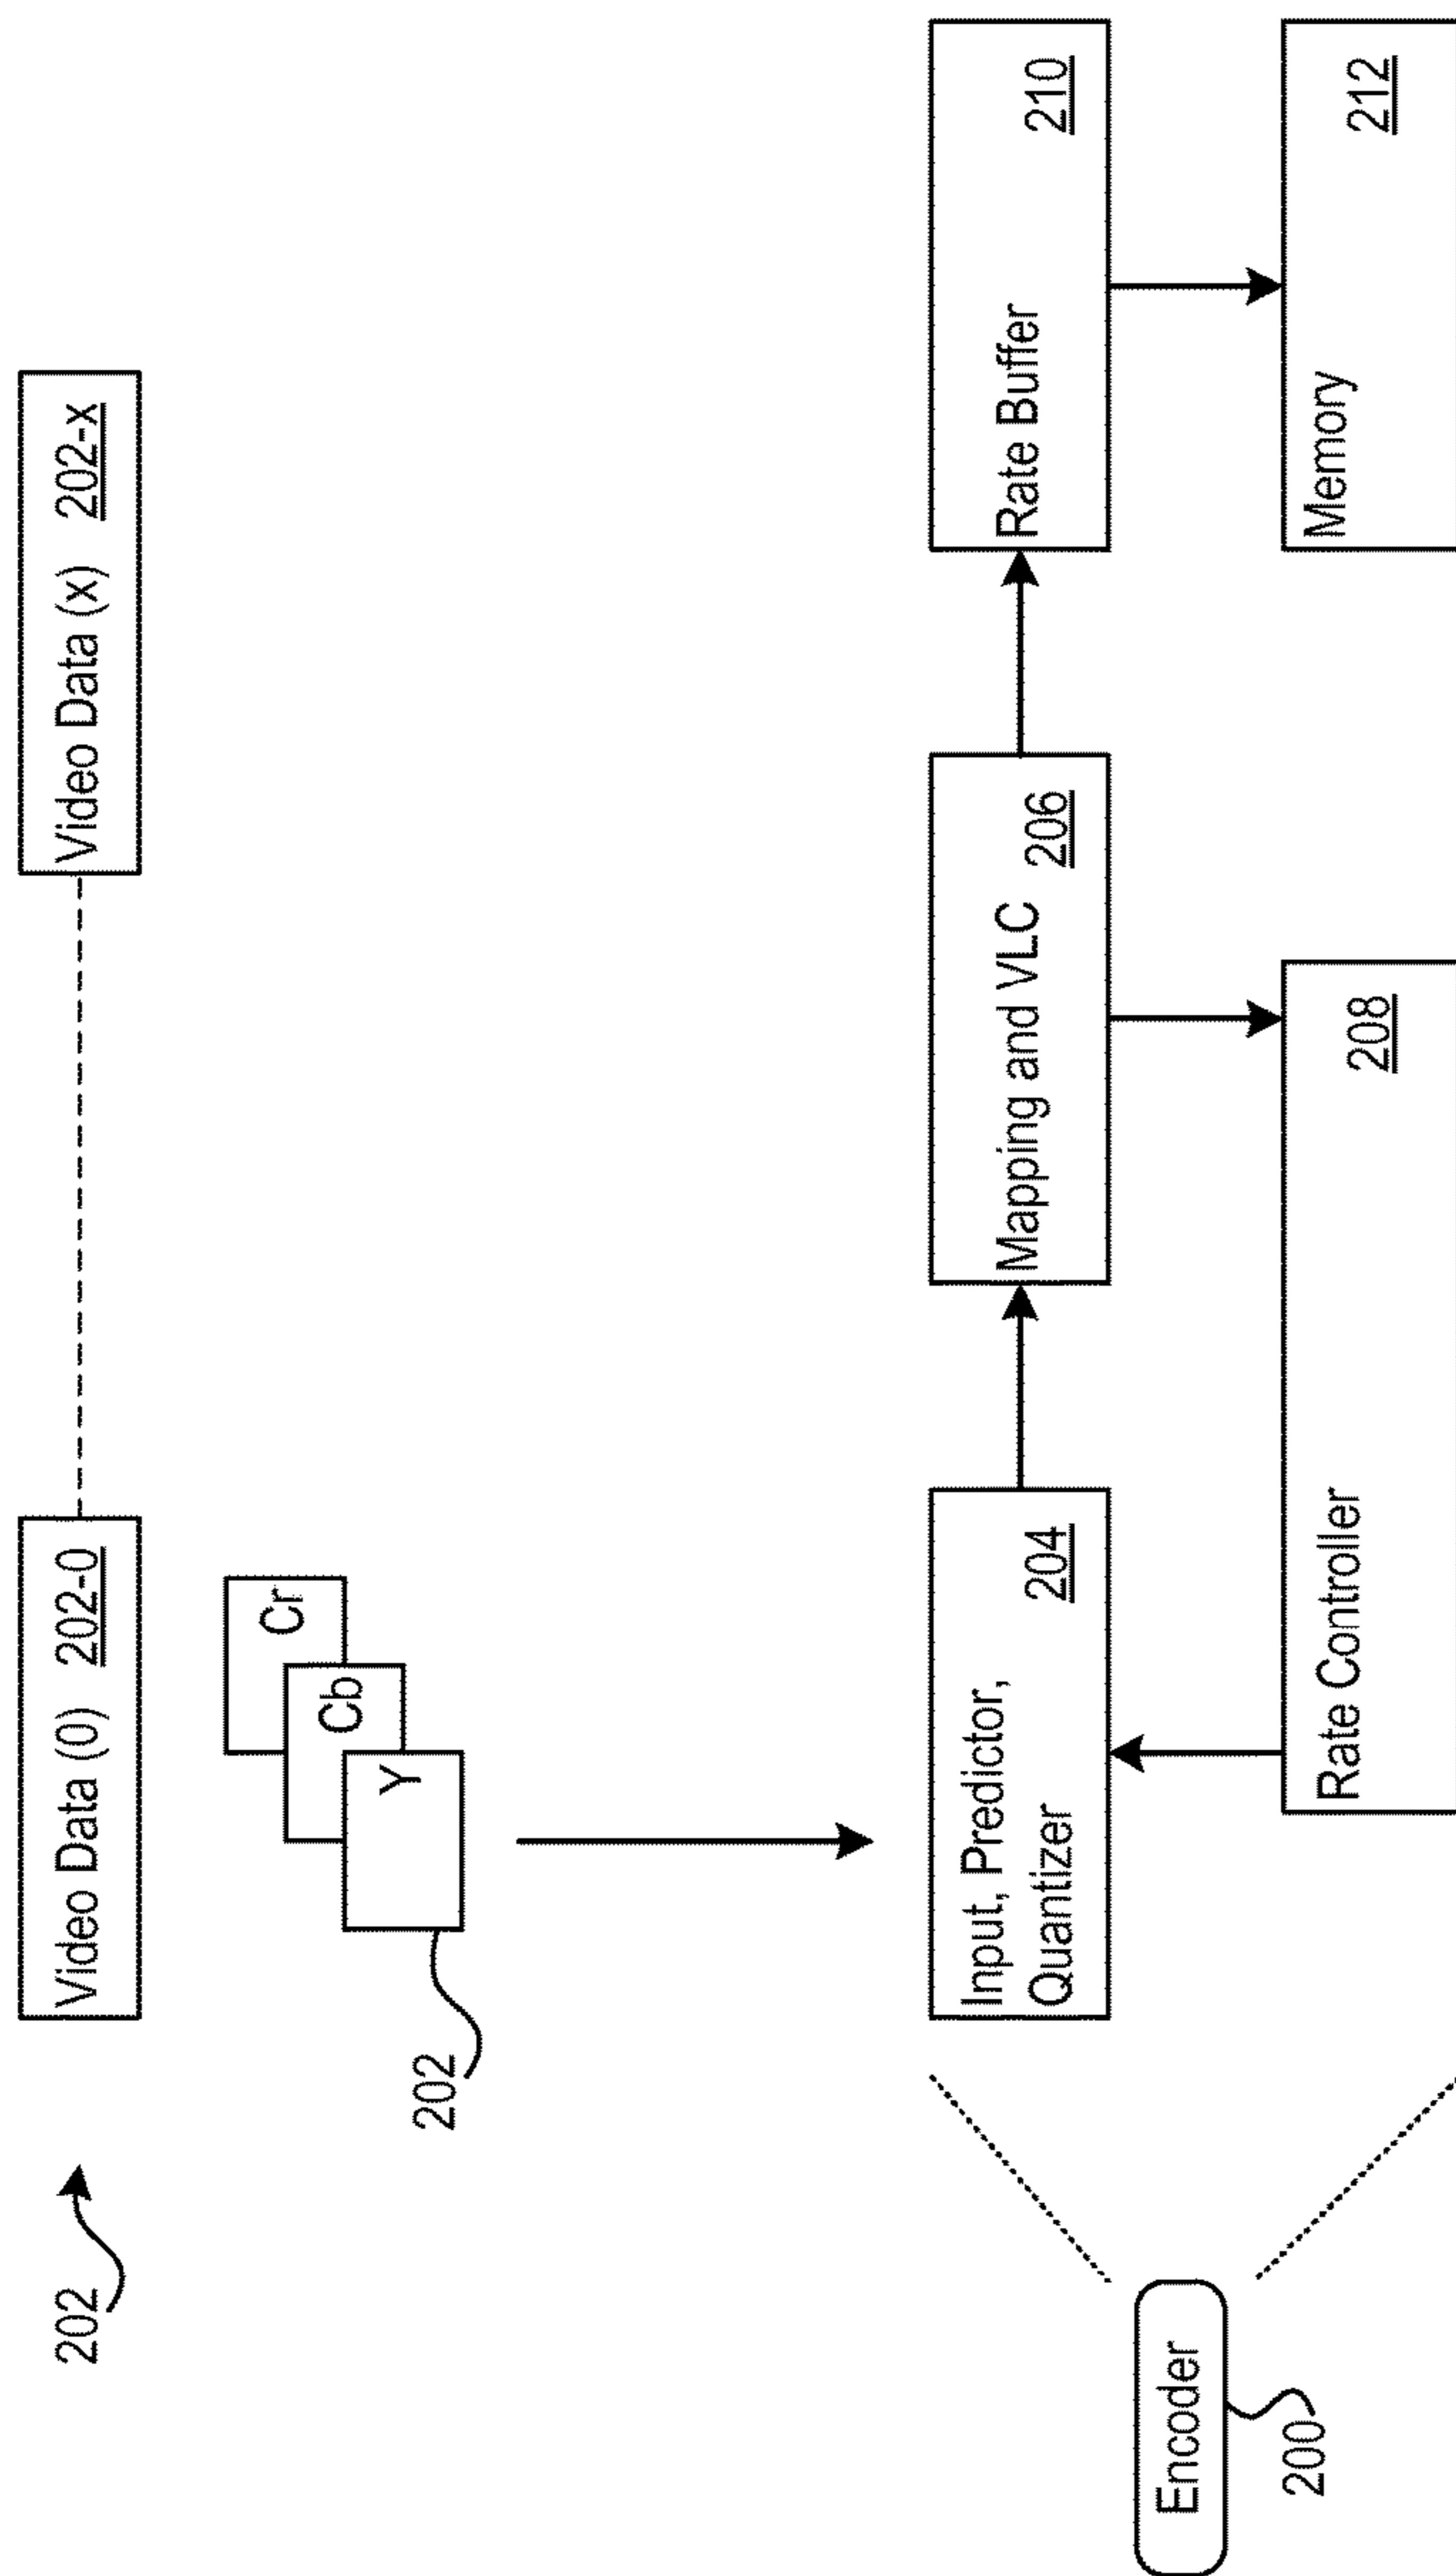 202
Video Data (0) 202-0
Video Data (x) 202-x
Cr
Cb
Y
202
Encoder
200
Input, Predictor,
Quantizer
204
Mapping and VLC 206
Rate Buffer
210
Rate Controller
208
Memory
212